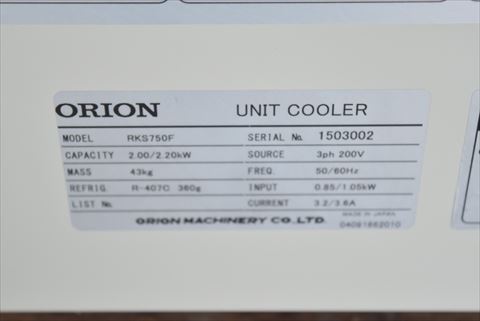 ORION UNIT COOLER
MODEL RKS750F SERIAL No. 1503002
CAPACITY 2.00/2.20kW SOURCE 3ph 200V
MASS 43kg FREQ. 50/60Hz
REFRIG. R-407C 360g INPUT 0.85/1.05kW
LIST No. CURRENT 3.2/3.6A
ORION MACHINERY CO.,LTD. MADE IN JAPAN
04091662010